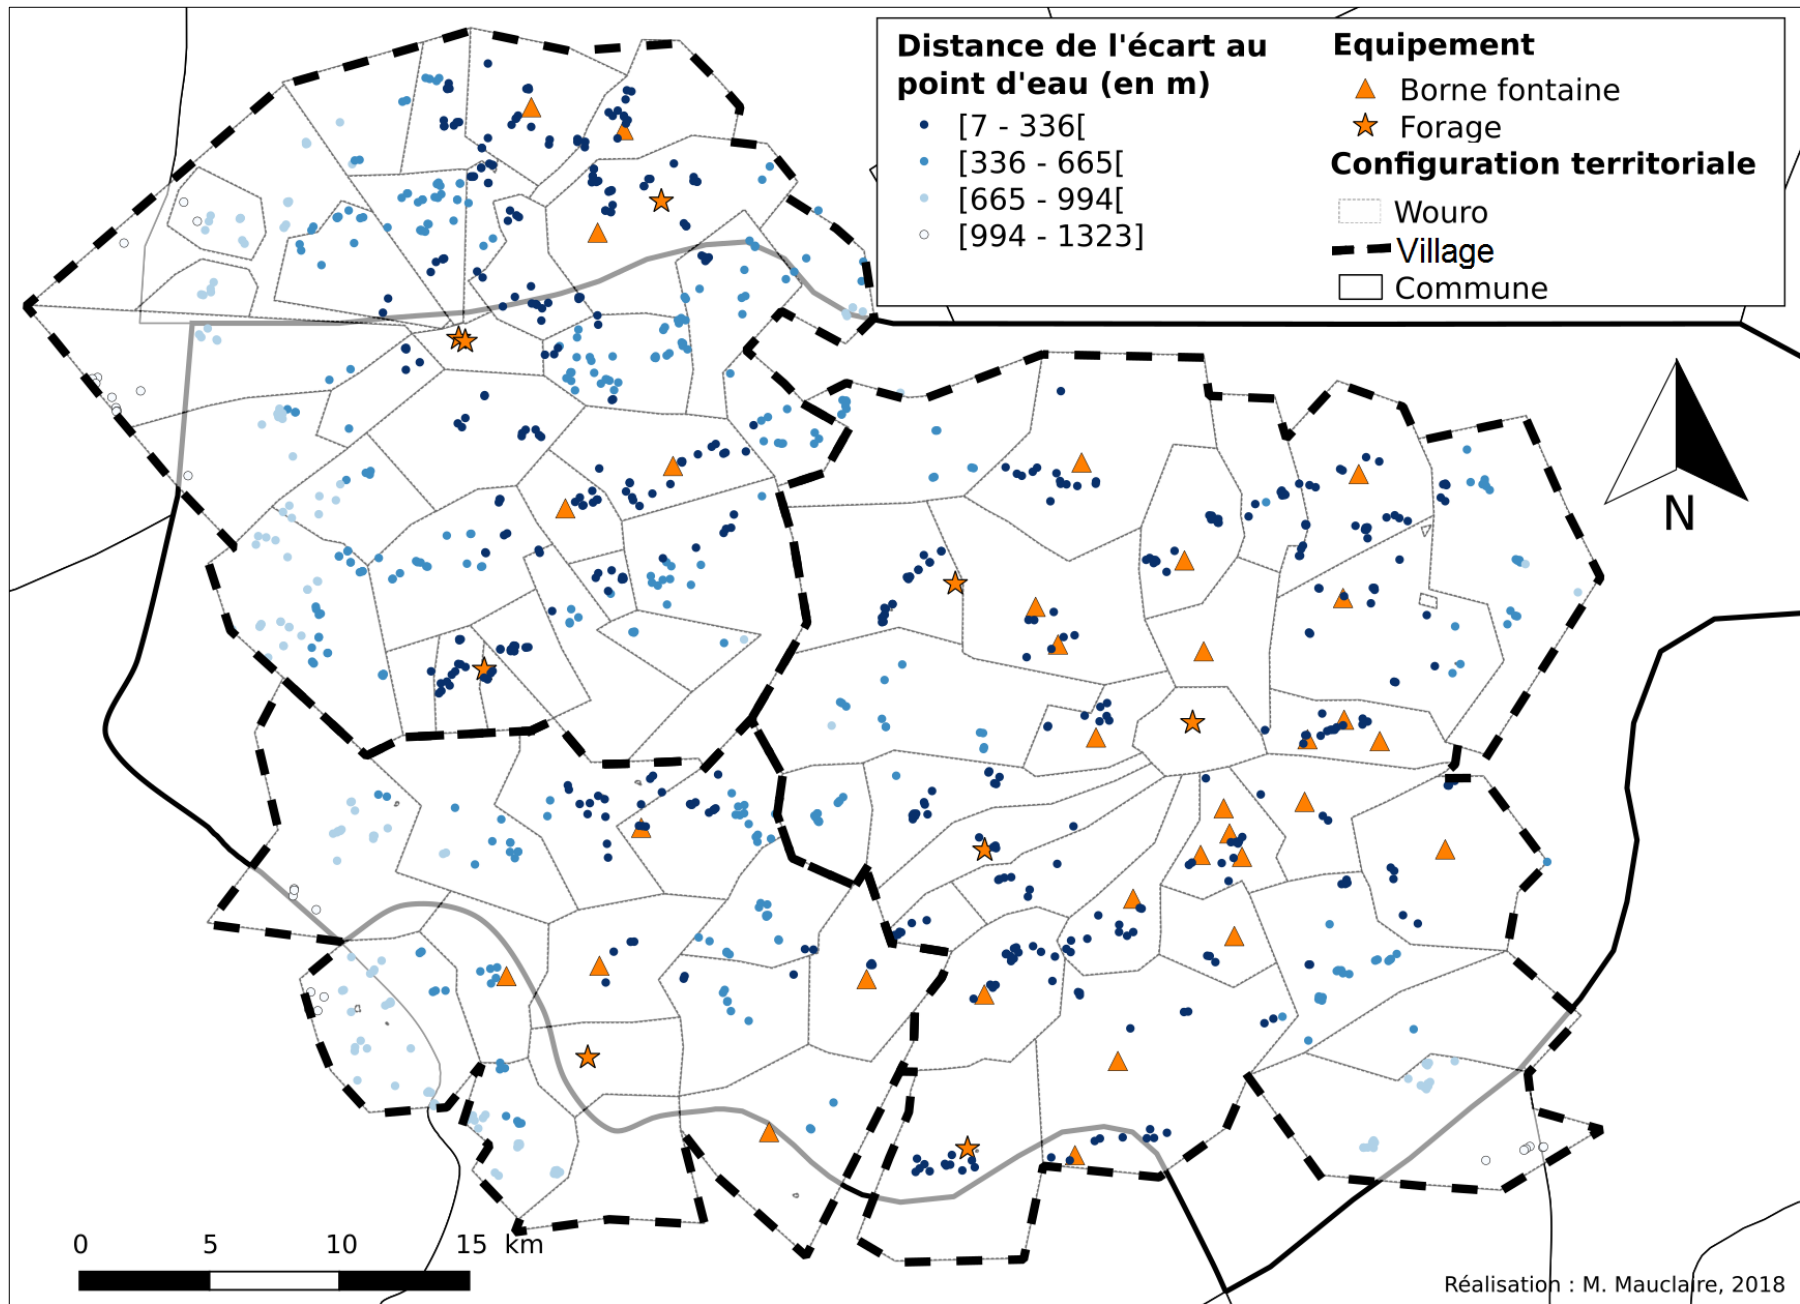 Distance de l'écart au
point d'eau (en m)
[7 - 336[
[336 - 665[
[665 - 994[
[994 - 1323]
Equipement
Borne fontaine
Forage
Configuration territoriale
Wouro
Village
Commune
N
0 5 10 15 km
Réalisation : M. Mauclaire, 2018